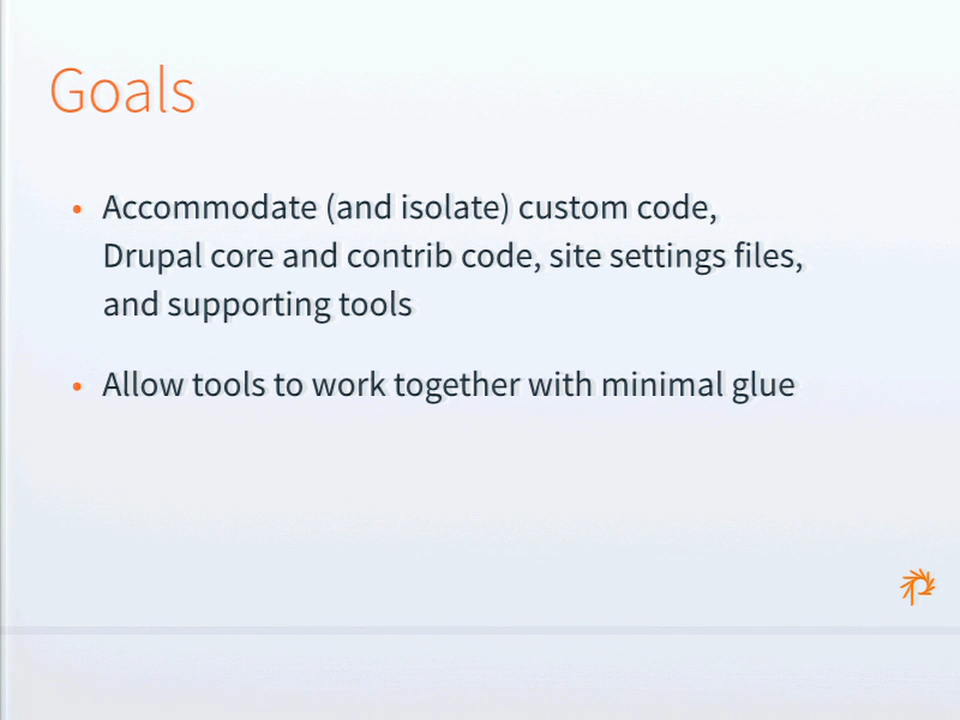 Goals
• Accommodate (and isolate) custom code,
Drupal core and contrib code, site settings files,
and supporting tools
• Allow tools to work together with minimal glue